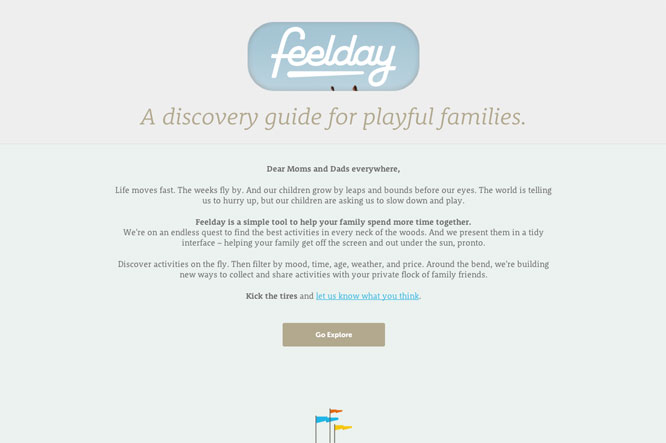 feelday
A discovery guide for playful families.
Dear Moms and Dads everywhere,
Life moves fast. The weeks fly by. And our children grow by leaps and bounds before our eyes. The world is telling
us to hurry up, but our children are asking us to slow down and play.
Feelday is a simple tool to help your family spend more time together.
We’re on an endless quest to find the best activities in every neck of the woods. And we present them in a tidy
interface – helping your family get off the screen and out under the sun, pronto.
Discover activities on the fly. Then filter by mood, time, age, weather, and price. Around the bend, we’re building
new ways to collect and share activities with your private flock of family friends.
Kick the tires and let us know what you think.
Go Explore